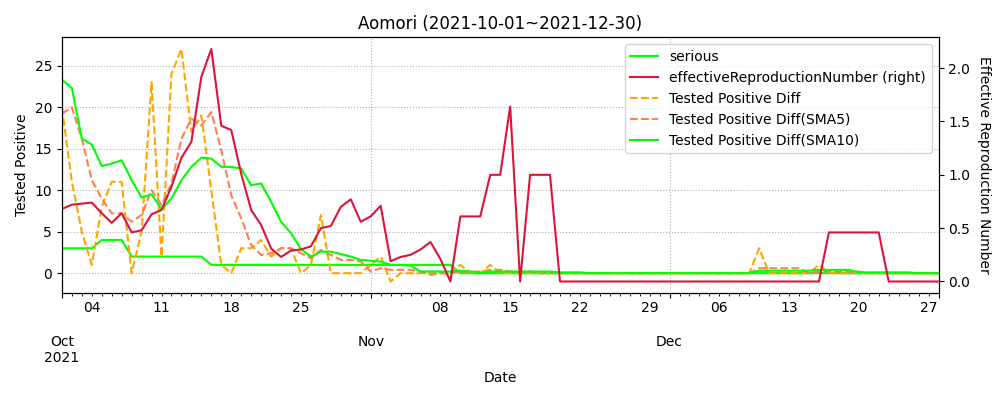 Aomori (2021-10-01~2021-12-30)
serious
effectiveReproductionNumber (right)
Tested Positive Diff
Tested Positive Diff(SMA5)
Tested Positive Diff(SMA10)
Tested Positive
25
20
15
10
5
0
Effective Reproduction Number
2.0
1.5
1.0
0.5
0.0
04 11 18 25 08 15 22 29 06 13 20 27
Oct Nov Dec
2021
Date